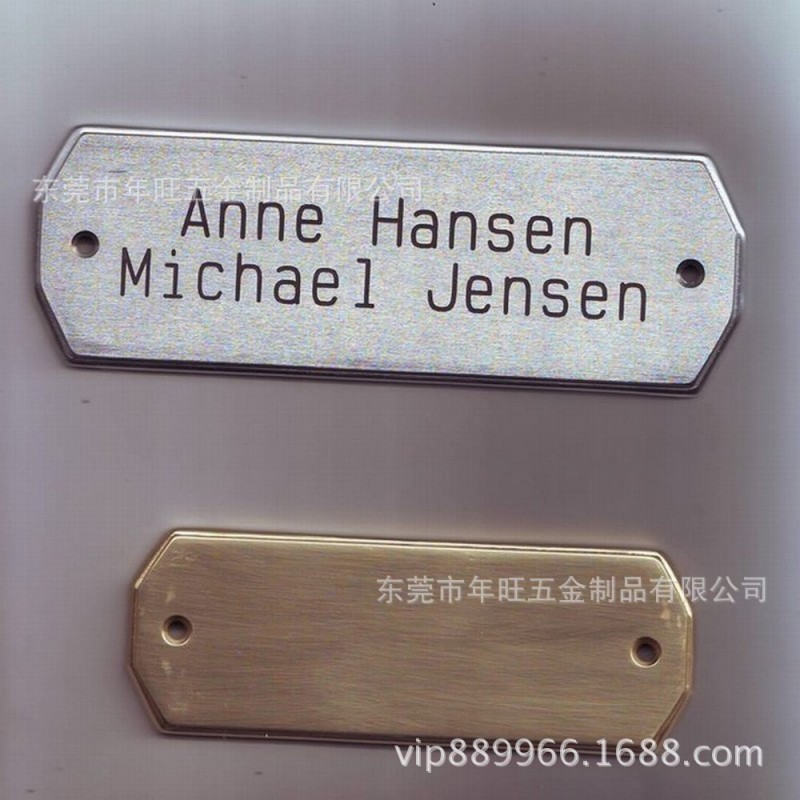 东莞市年旺五金制品有限公司
Anne Hansen
Michael Jensen
东莞市年旺五金制品有限公司
vip889966.1688.com